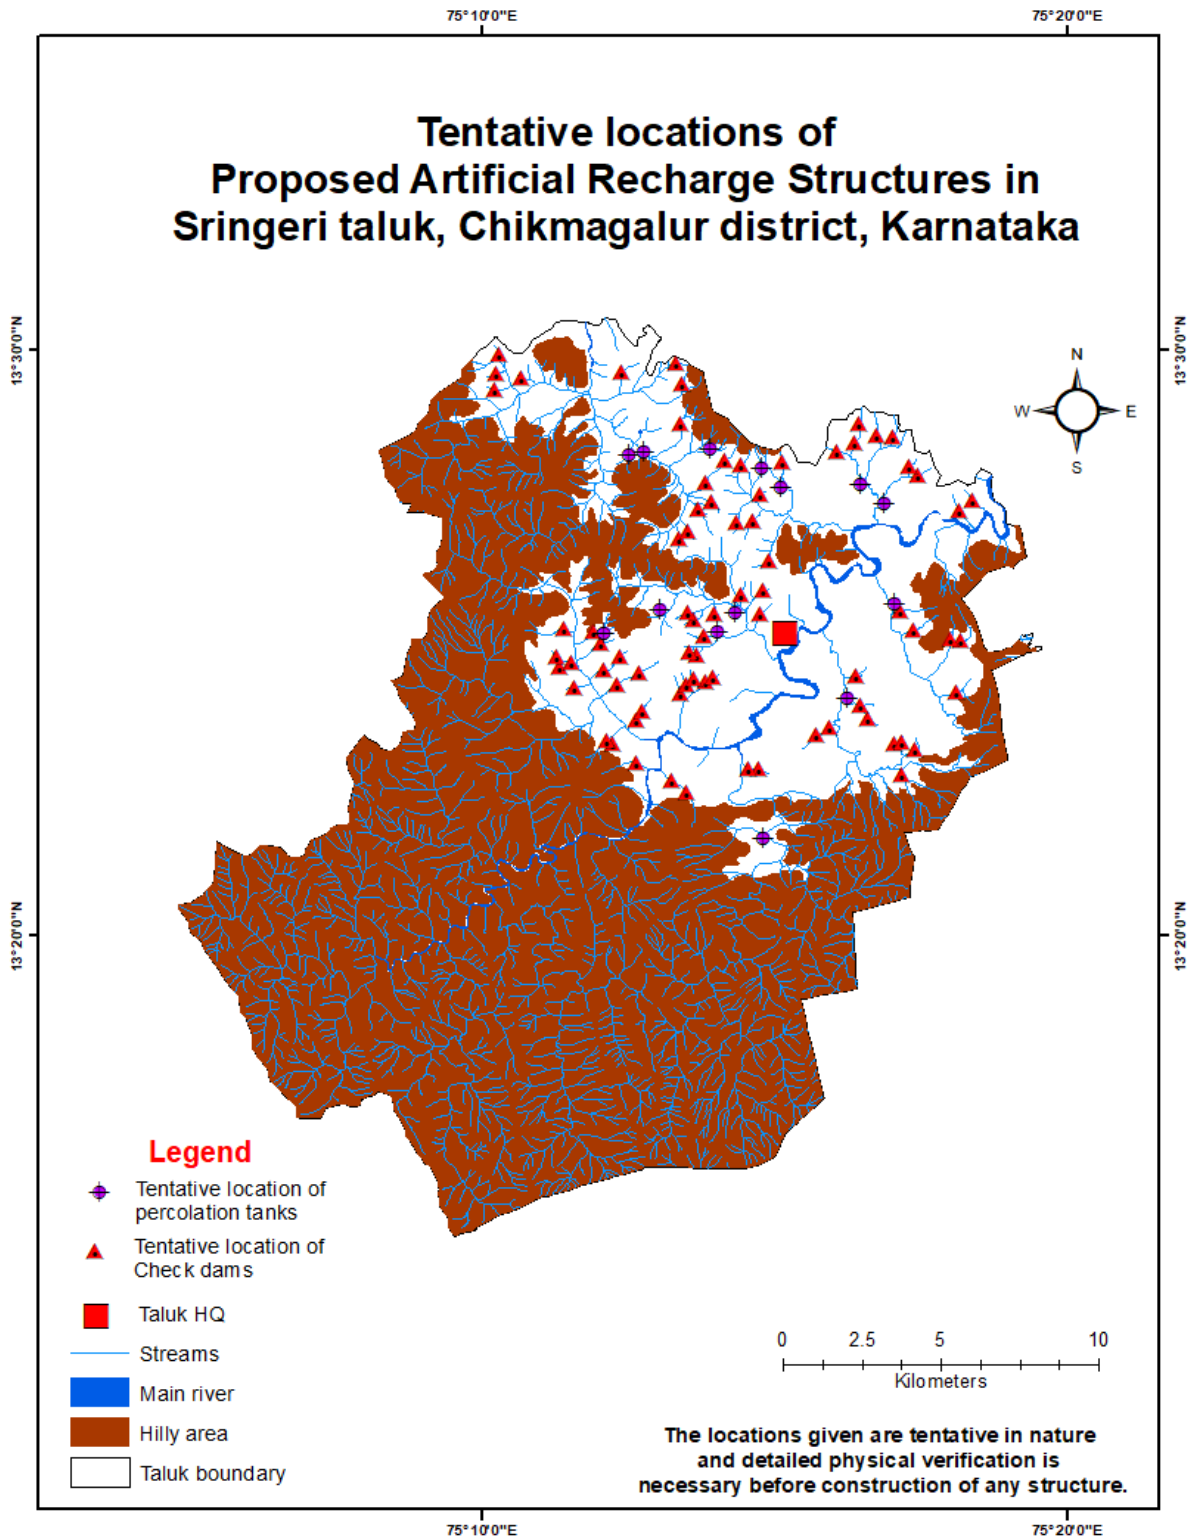 75°10'0"E
75°20'0"E
Tentative locations of
Proposed Artificial Recharge Structures in
Sringeri taluk, Chikmagalur district, Karnataka
13°30'0"N
13°30'0"N
N
W
E
S
13°20'0"N
13°20'0"N
Legend
Tentative location of
percolation tanks
Tentative location of
Check dams
Taluk HQ
Streams
Main river
Hilly area
Taluk boundary
0 2.5 5 10
Kilometers
The locations given are tentative in nature
and detailed physical verification is
necessary before construction of any structure.
75°10'0"E
75°20'0"E